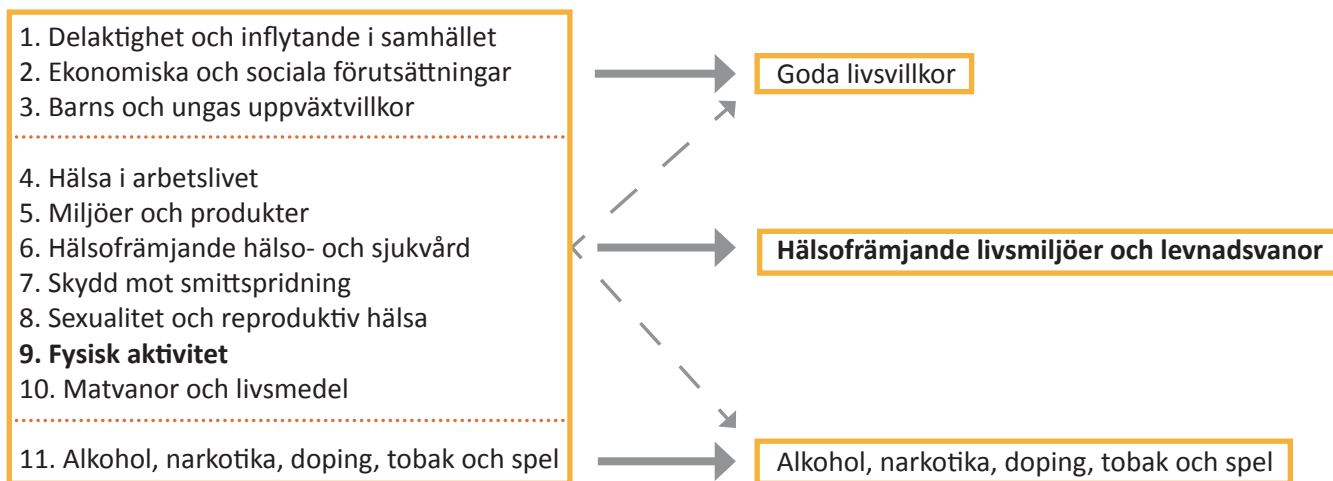 1. Delaktighet och inflytande i samhället
2. Ekonomiska och sociala förutsättningar
3. Barns och ungas uppväxtvillkor
4. Hälsa i arbetslivet
5. Miljöer och produkter
6. Hälsofrämjande hälso- och sjukvård
7. Skydd mot smittspridning
8. Sexualitet och reproduktiv hälsa
9. Fysisk aktivitet
10. Matvanor och livsmedel
11. Alkohol, narkotika, doping, tobak och spel
Goda livsvillkor
Hälsofrämjande livsmiljöer och levnadsvanor
Alkohol, narkotika, doping, tobak och spel